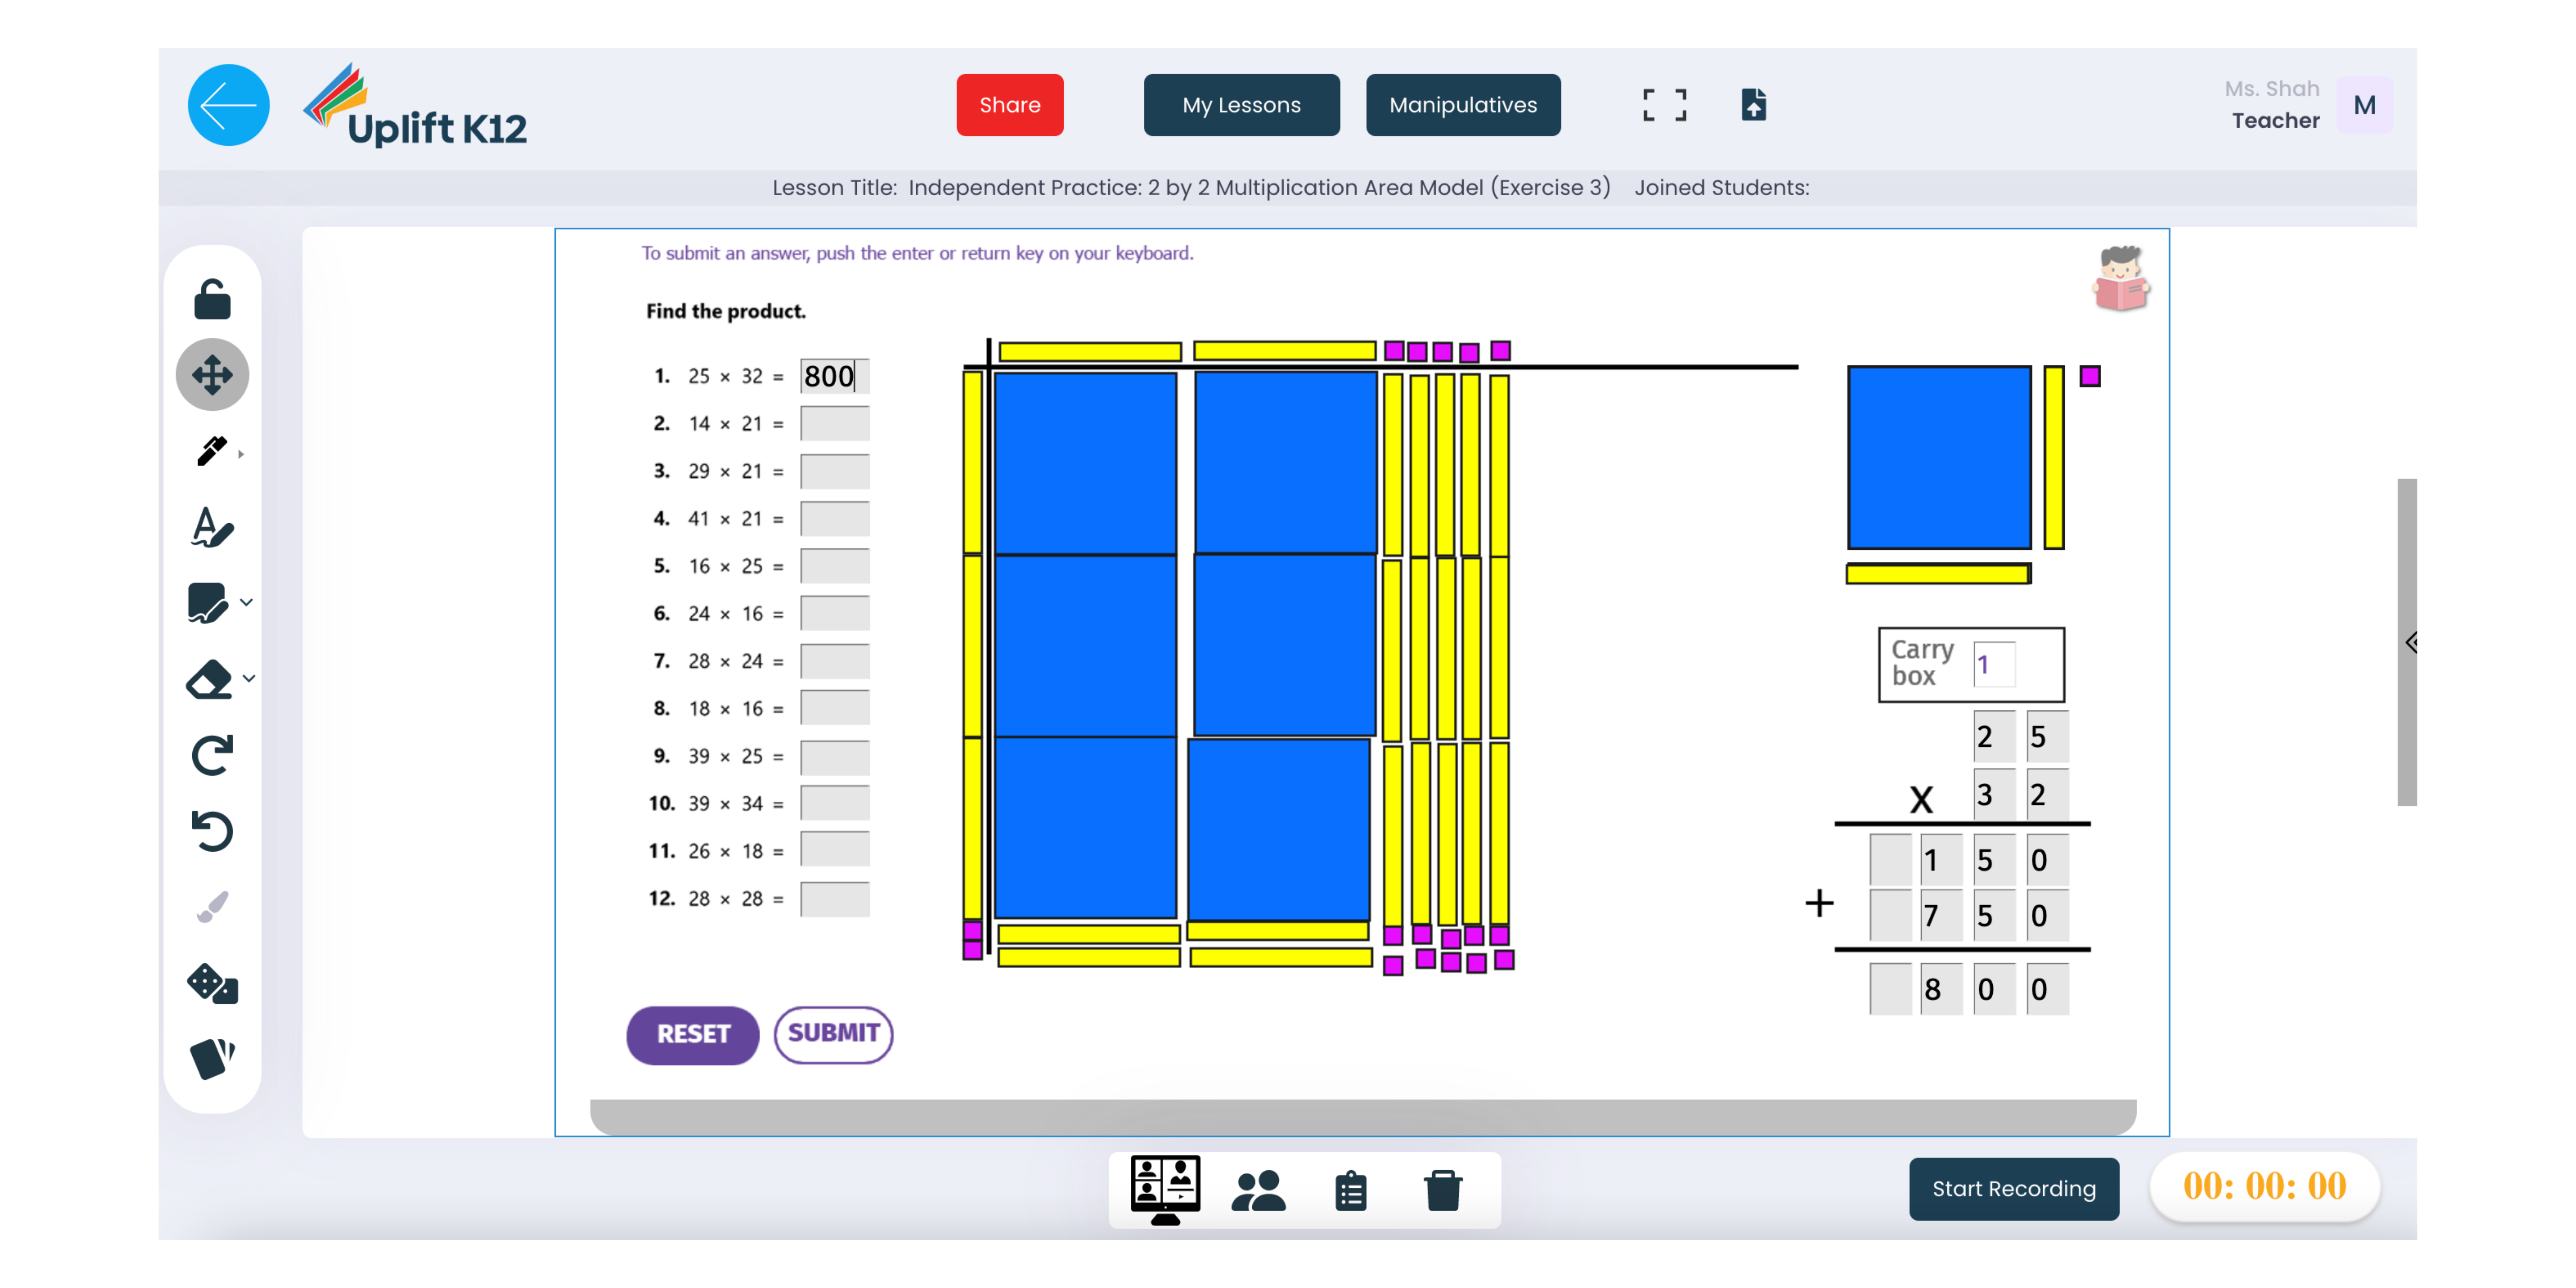 Uplift K12
Share
My Lessons
Manipulatives
Ms. Shah
Teacher
M
Lesson Title: Independent Practice: 2 by 2 Multiplication Area Model (Exercise 3) Joined Students:
To submit an answer, push the enter or return key on your keyboard.
Find the product.
1. 25 × 32 = 800
2. 14 × 21 =
3. 29 × 21 =
4. 41 × 21 =
5. 16 × 25 =
6. 24 × 16 =
7. 28 × 24 =
8. 18 × 16 =
9. 39 × 25 =
10. 39 × 34 =
11. 26 × 18 =
12. 28 × 28 =
RESET
SUBMIT
Carry
box
1
2 5
X 3 2
1 5 0
+ 7 5 0
8 0 0
Start Recording
00: 00: 00